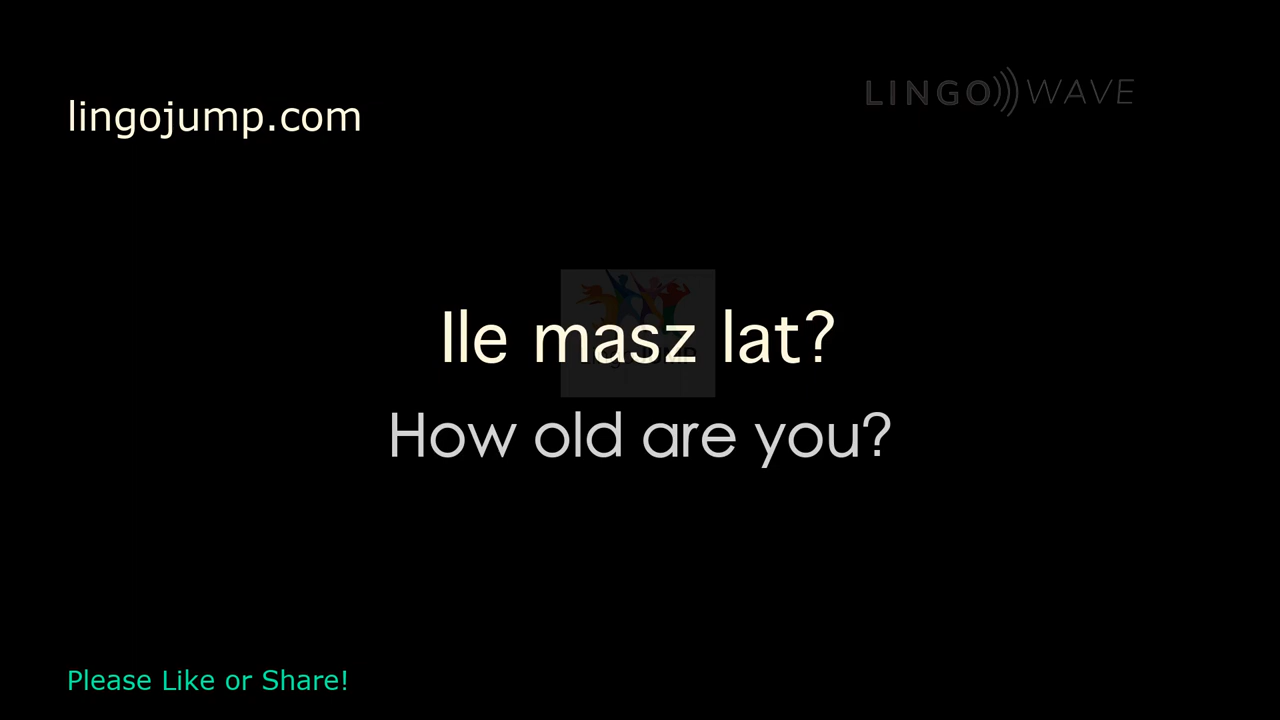 lingojump.com
LINGO WAVE
Ile masz lat?
How old are you?
Please Like or Share!